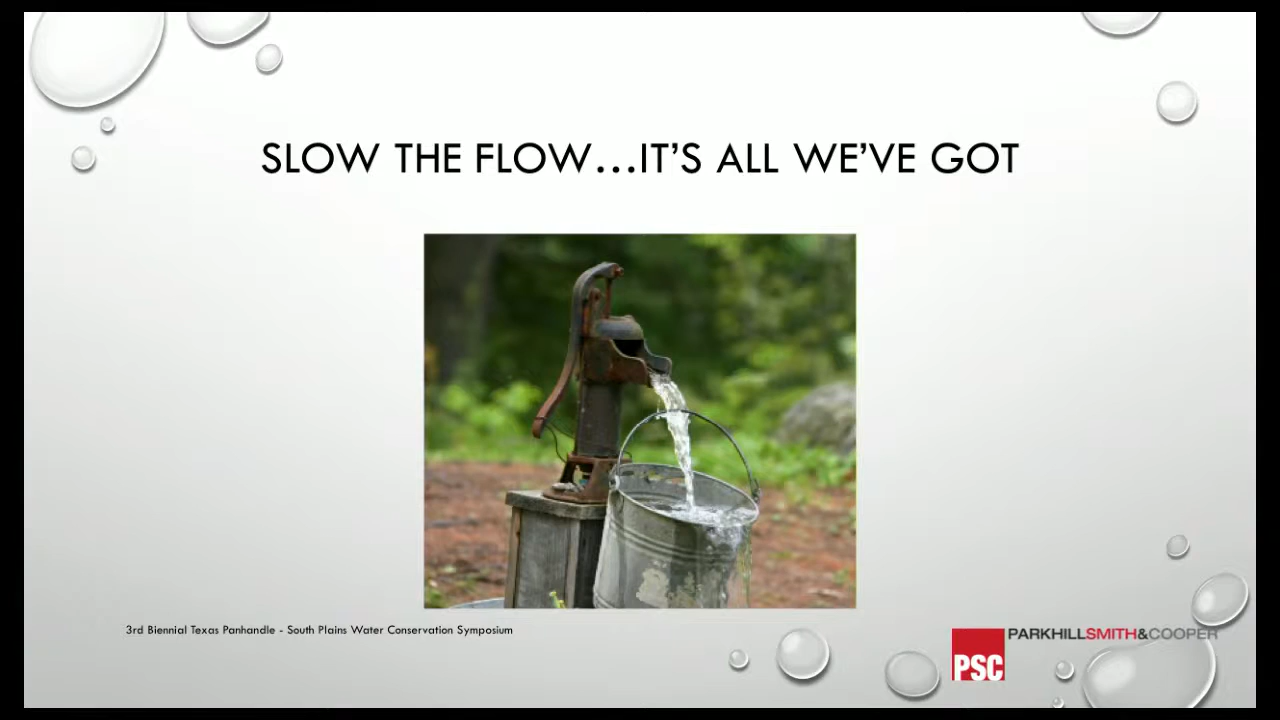 SLOW THE FLOW...IT'S ALL WE'VE GOT
3rd Biennial Texas Panhandle - South Plains Water Conservation Symposium
PARKHILLSMITH&COOPER
PSC